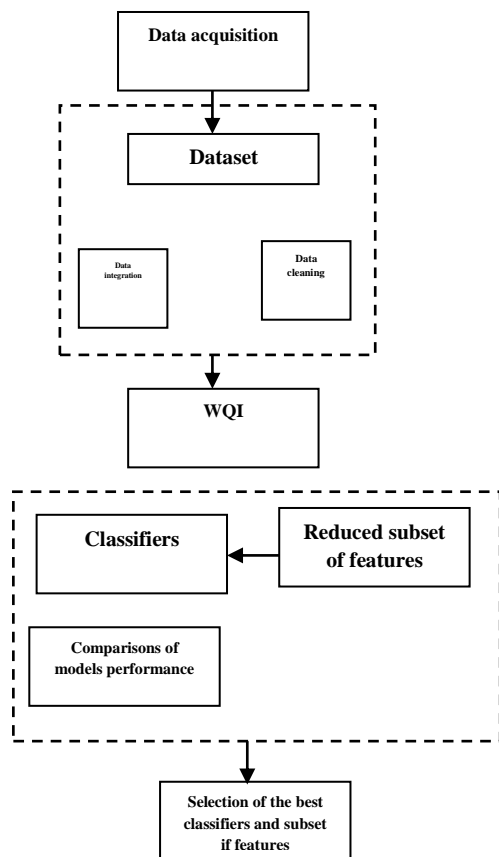 Data acquisition
Dataset
Data
integration
Data
cleaning
WQI
Classifiers
Reduced subset
of features
Comparisons of
models performance
Selection of the best
classifiers and subset
if features